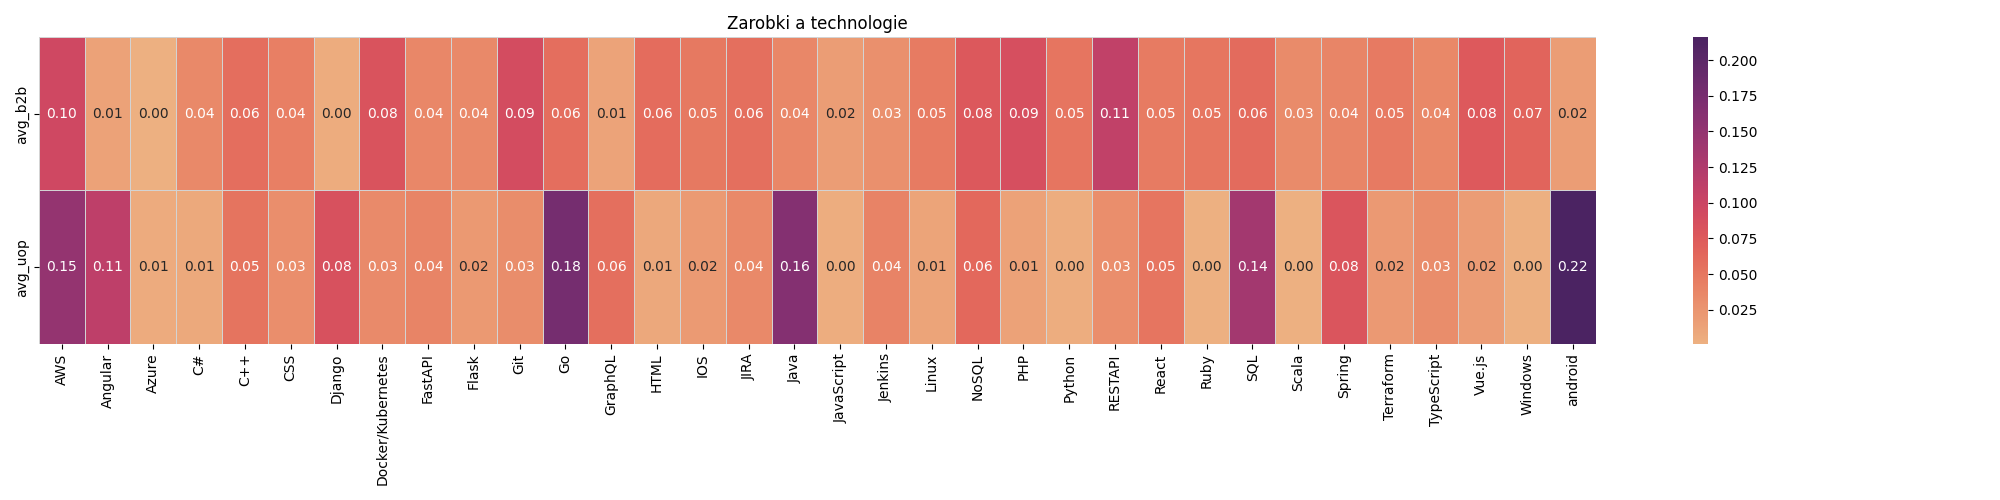 Zarobki a technologie
avg_b2b
0.10 0.01 0.00 0.04 0.06 0.04 0.00 0.08 0.04 0.04 0.09 0.06 0.01 0.06 0.05 0.06 0.04 0.02 0.03 0.05 0.08 0.09 0.05 0.11 0.05 0.05 0.06 0.03 0.04 0.05 0.04 0.08 0.07 0.02
avg_uop
0.15 0.11 0.01 0.01 0.05 0.03 0.08 0.03 0.04 0.02 0.03 0.18 0.06 0.01 0.02 0.04 0.16 0.00 0.04 0.01 0.06 0.01 0.00 0.03 0.05 0.00 0.14 0.00 0.08 0.02 0.03 0.02 0.00 0.22
AWS
Angular
Azure
C#
C++
CSS
Django
Docker/Kubernetes
FastAPI
Flask
Git
Go
GraphQL
HTML
IOS
JIRA
Java
JavaScript
Jenkins
Linux
NoSQL
PHP
Python
RESTAPI
React
Ruby
SQL
Scala
Spring
Terraform
TypeScript
Vue.js
Windows
android
0.200
0.175
0.150
0.125
0.100
0.075
0.050
0.025